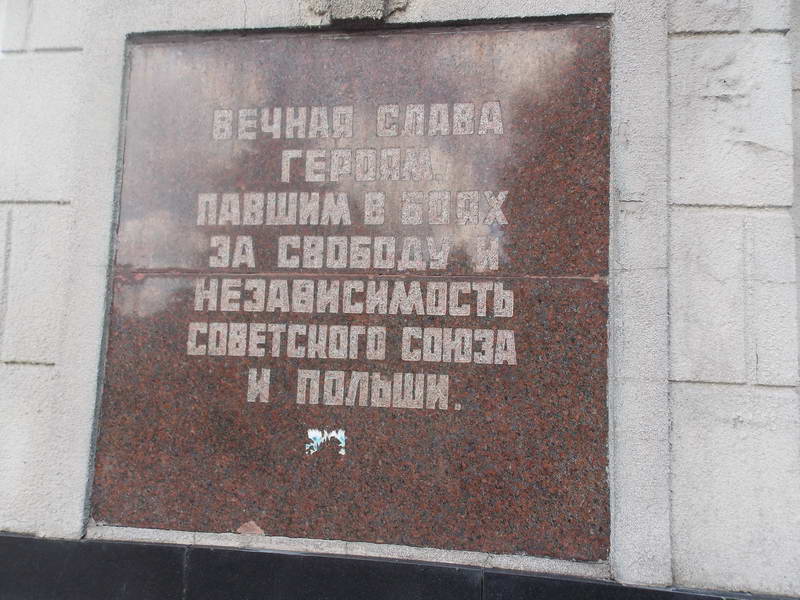 ВЕЧНАЯ СЛАВА
ГЕРОЯМ,
ПАВШИМ В БОЯХ
ЗА СВОБОДУ И
НЕЗАВИСИМОСТЬ
СОВЕТСКОГО СОЮЗА
И ПОЛЬШИ.